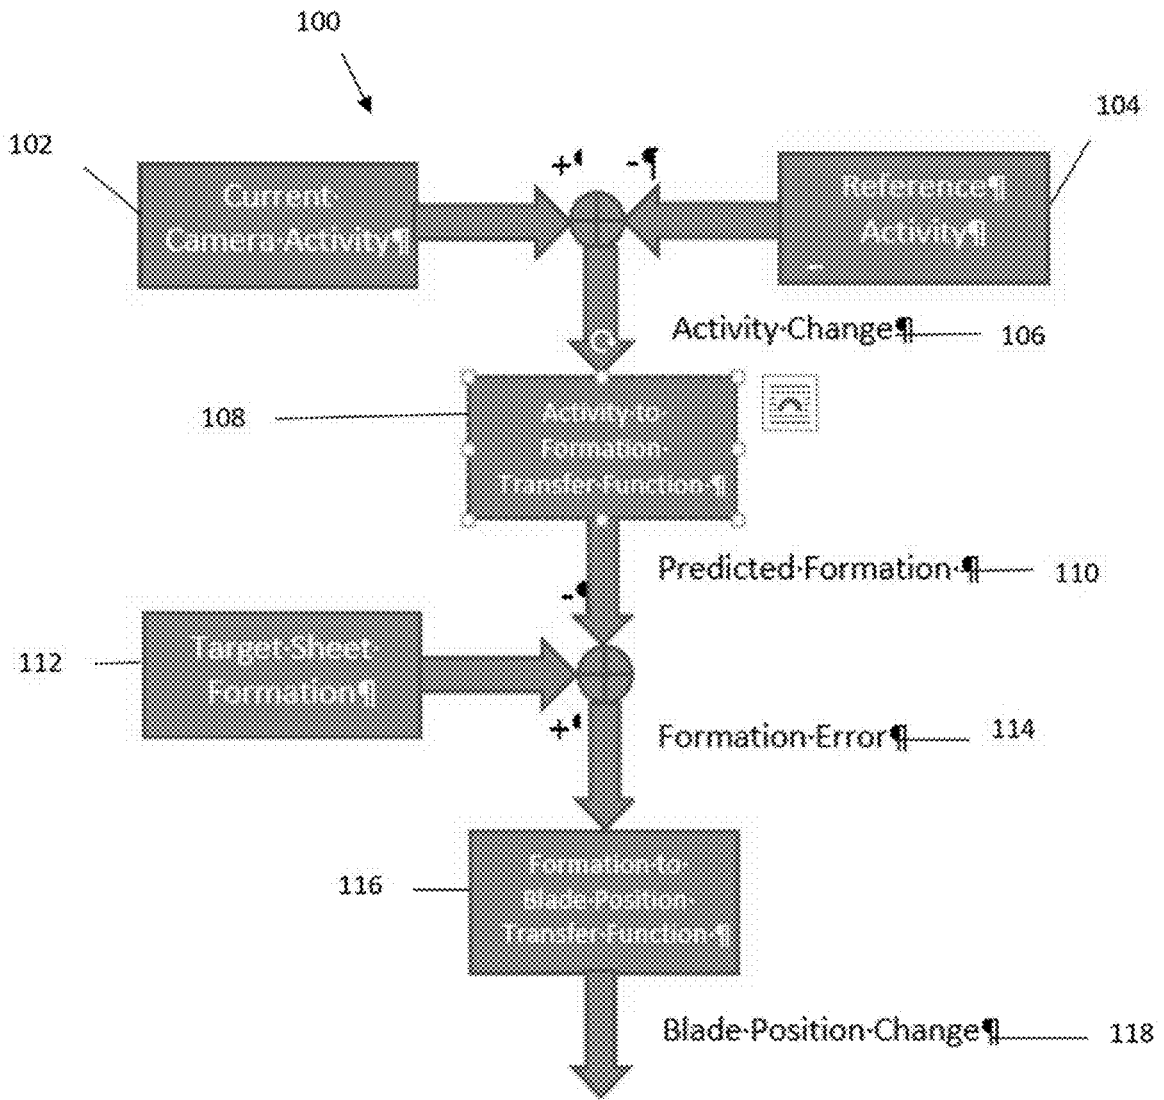 100
104
102
+ -¶
Current
Camera Activity¶
Reference¶
Activity¶
-
Activity·Change¶
106
108
Activity·to·
Formation·
Transfer·Function·¶
Predicted·Formation·¶
110
-¶
112
Target·Sheet·
Formation¶
+
Formation·Error¶
114
116
Formation·to·
Blade·Position·
Transfer·Function·¶
Blade·Position·Change¶
118